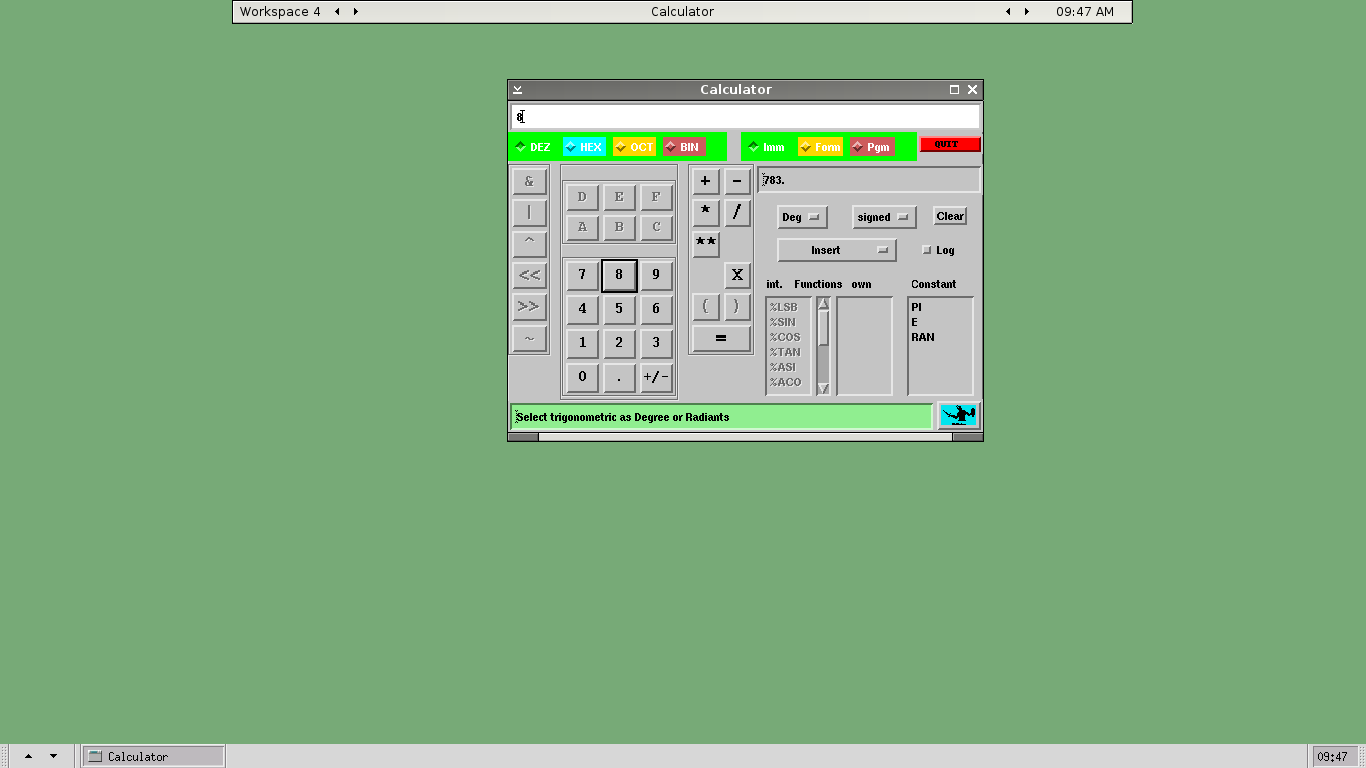 Workspace 4 Calculator 09:47 AM
Calculator
8
DEZ HEX OCT BIN Imm Form Pgm QUIT
& D E F + - 783.
| A B C * / Deg signed Clear
^ ** Insert Log
<< 7 8 9 X int. Functions own Constant
>> 4 5 6 ( ) %LSB PI
%SIN E
~ 1 2 3 = %COS RAN
%TAN
%ASI
0 . +/- %ACO
Select trigonometric as Degree or Radiants
Calculator 09:47